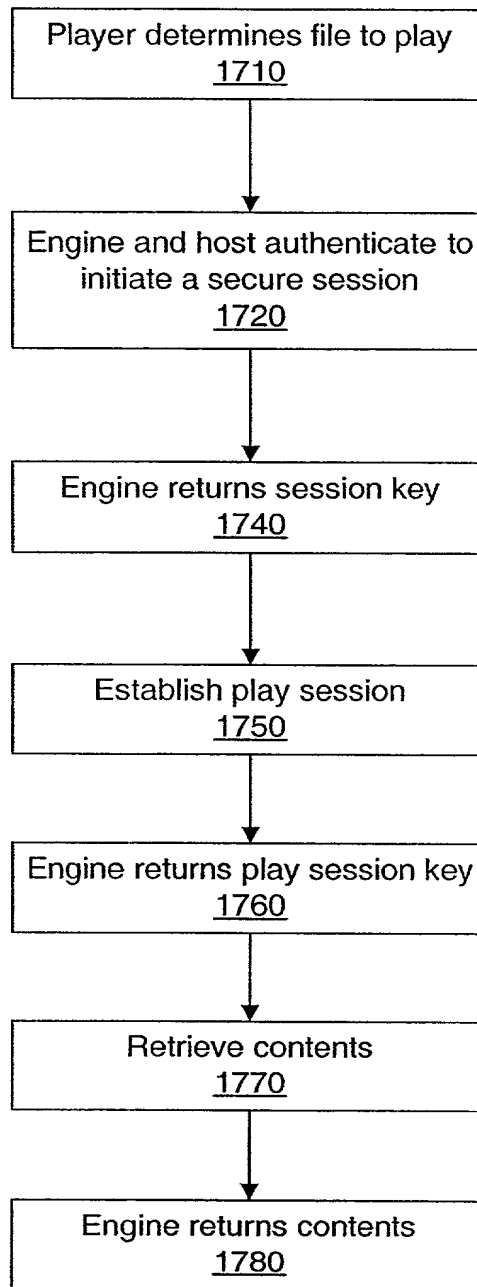 Player determines file to play
1710
Engine and host authenticate to
initiate a secure session
1720
Engine returns session key
1740
Establish play session
1750
Engine returns play session key
1760
Retrieve contents
1770
Engine returns contents
1780